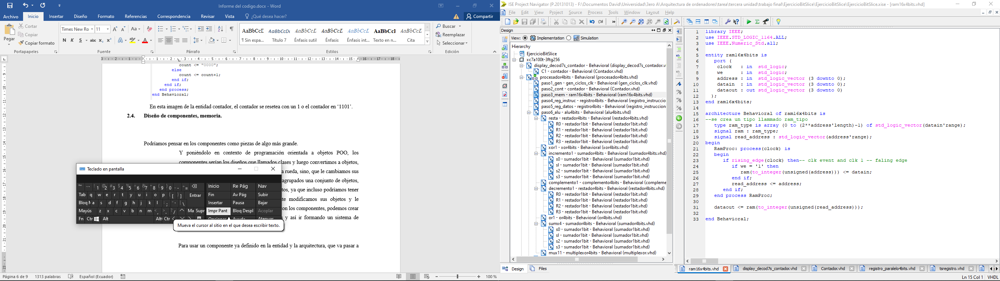 Informe del codigo.docx - Word
Archivo Inicio Insertar Diseño Formato Referencias Correspondencia Revisar Vista ¿Qué desea hacer? Compartir
Pegar
Cortar
Copiar
Copiar formato
Portapapeles
Times New Ro 11
Fuente
Párrafo
AaBbCcI AaBbCcDı AaBbCcL AaBbCcL AaBbCcL AaBbCcI AaBbCcL
¶ Sin espa... Título 7 Énfasis sutil Énfasis Énfasis int... Texto en n... Cita
Estilos
Buscar
Reemplazar
Seleccionar
Edición
count <= "0000";
else
count <= count+1;
end if;
end if;
end process;
end Behavioral;
En esta imagen de la entidad contador, el contador se resetea con un 1 o el contador en ‘1101’.
2.4. Diseño de componentes, memoria.
Podríamos pensar en los componentes como piezas de algo más grande.
Y poniéndolo en contexto de programación orientada a objetos POO, los
componentes serían los diseños que llamados clases y luego convertimos a objetos,
a rueda, sino, que le cambiamos sus
agrupados una conjunto de objetos,
tos, ya que incluso podríamos tener
te modificamos sus objetos y le
on los componentes, podemos crear
s y así ir formando un sistema de
Para usar un componente ya definido en la entidad y la arquitectura, que va pasar a
Teclado en pantalla
Inicio Re Pág Nav
Tab q w e r t y u i o p Entrar Fin Av Pág Subir
Bloq M a s d f g h j k l Insertar Pausa Bajar
Mayús z x c v b n m Ma Supr Impr Pant Bloq Despl Acoplar
Fn Ctr Alt Alt Ctr Opciones Ayuda Atenuar
Mueva el cursor al sitio en el que desea escribir texto.
Página 6 de 9 1313 palabras Español (Ecuador) 100 %
ISE Project Navigator (P.20131013) - F:\Documentos David\Universidad\3ero A\Arquitectura de ordenadores\tarea\tercera unidad\trabajo final\EjercicioBitSlice\EjercicioBitSlice\EjercicioBitSlice.xise - [ram16x4bits.vhd]
File Edit View Project Source Process Tools Window Layout Help
Design
View: Implementation Simulation
Hierarchy
EjercicioBitSlice
xc7a100t-3ftg256
display_decod7s_contador - Behavioral (display_decod7s_contador.v
C1 - contador - Behavioral (Contador.vhd)
procesador4bits - Behavioral (procesador4bits.vhd)
paso1_gen - gen_ciclos_clk - Behavioral (gen_ciclos_clk.vhd)
paso2_cont - contador - Behavioral (Contador.vhd)
paso3_mem - ram16x4bits - Behavioral (ram16x4bits.vhd)
paso4_reg_instruc - registro4bits - Behavioral (registro_instruccion
paso5_reg_datos - registro4bits - Behavioral (registro_instruccion
paso6_alu - alu4bits - Behavioral (alu4bits.vhd)
resta - restador4bits - Behavioral (restador4bits.vhd)
R0 - restador1bit - Behavioral (restador1bit.vhd)
R1 - restador1bit - Behavioral (restador1bit.vhd)
R2 - restador1bit - Behavioral (restador1bit.vhd)
R3 - restador1bit - Behavioral (restador1bit.vhd)
xor1 - xor4bits - Behavioral (xor4bits.vhd)
incremento1 - sumador4bits - Behavioral (sumador4bits.vhd)
s0 - sumador1bit - Behavioral (sumador1bit.vhd)
sl - sumador1bit - Behavioral (sumador1bit.vhd)
s2 - sumador1bit - Behavioral (sumador1bit.vhd)
s3 - sumador1bit - Behavioral (sumador1bit.vhd)
complemento1 - complemento4bits - Behavioral (compleme
decremento1 - restador4bits - Behavioral (restador4bits.vhd)
R0 - restador1bit - Behavioral (restador1bit.vhd)
R1 - restador1bit - Behavioral (restador1bit.vhd)
R2 - restador1bit - Behavioral (restador1bit.vhd)
R3 - restador1bit - Behavioral (restador1bit.vhd)
or1 - or4bits - Behavioral (or4bits.vhd)
sumx4 - sumador4bits - Behavioral (sumador4bits.vhd)
s0 - sumador1bit - Behavioral (sumador1bit.vhd)
sl - sumador1bit - Behavioral (sumador1bit.vhd)
s2 - sumador1bit - Behavioral (sumador1bit.vhd)
s3 - sumador1bit - Behavioral (sumador1bit.vhd)
mux11 - multiplexor4bits - Behavioral (multiplexor.vhd)
Design Files
1 library IEEE;
2 use IEEE.STD_LOGIC_1164.ALL;
3 use IEEE.Numeric_Std.all;
4
5 entity ram16x4bits is
6 port (
7 clock : in std_logic;
8 we : in std_logic;
9 address : in std_logic_vector (3 downto 0);
10 datain : in std_logic_vector (3 downto 0);
11 dataout : out std_logic_vector (3 downto 0)
12 );
13 end ram16x4bits;
14
15 architecture Behavioral of ram16x4bits is
16 --se crea un tipo llammado ram_tipo
17 type ram_type is array (0 to (2**address'length)-1) of std_logic_vector(datain'range);
18 signal ram : ram_type;
19 signal read_address : std_logic_vector(address'range);
20 begin
21 RamProc: process(clock) is
22 begin
23 if rising_edge(clock) then-- clk event and clk 1 -- faling edge
24 if we = '1' then
25 ram(to_integer(unsigned(address))) <= datain;
26 end if;
27 read_address <= address;
28 end if;
29 end process RamProc;
30
31 dataout <= ram(to_integer(unsigned(read_address)));
32
33 end Behavioral;
ram16x4bits.vhd display_decod7s_contador.vhd Contador.vhd registro_paralelo4bits.vhd tsregistro.vhd
Ln 15 Col 1 VHDL